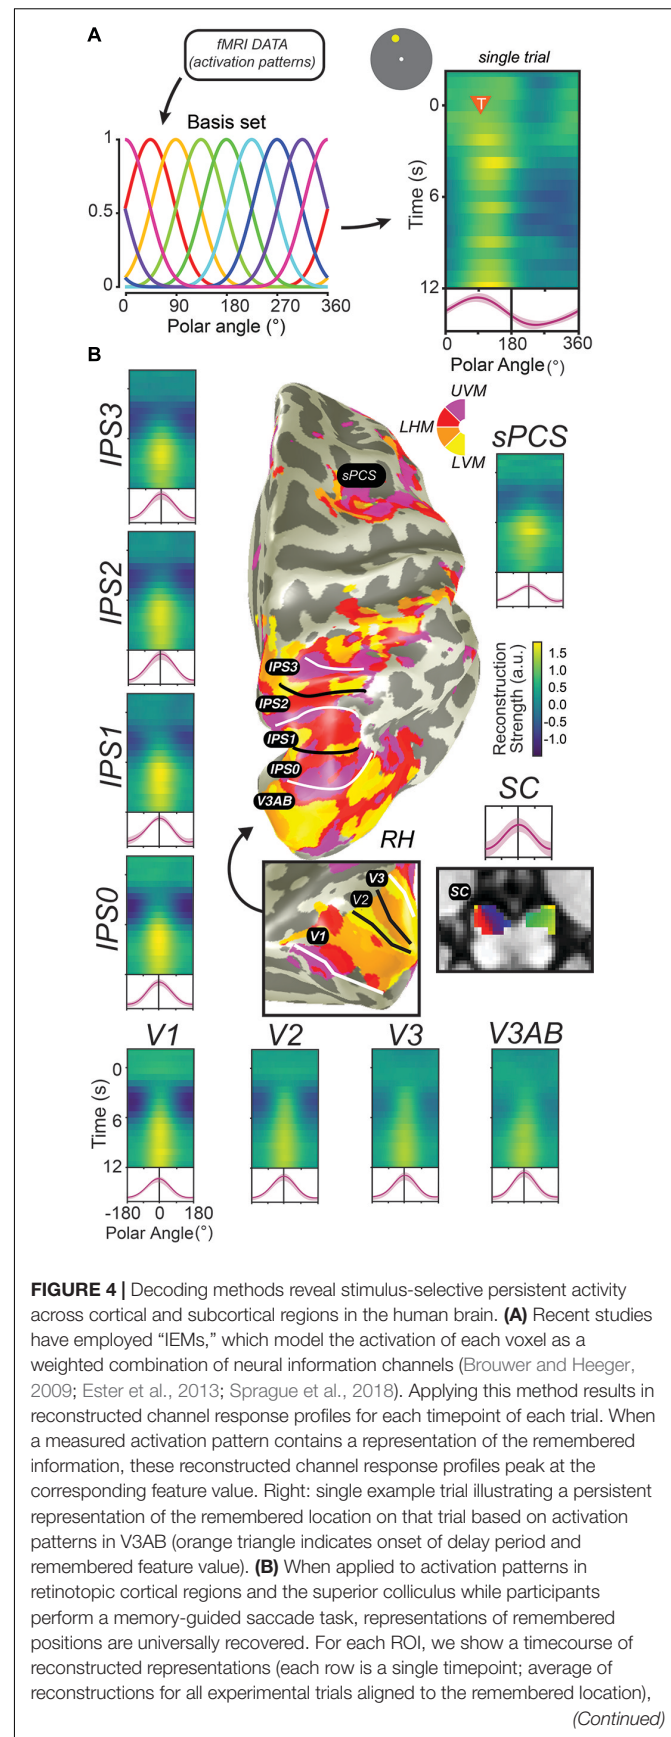 A
fMRI DATA
(activation patterns)
Basis set
1
0.5
0
0 90 180 270 360
Polar angle (°)
single trial
T
0
6
12
Time (s)
0 180 360
Polar Angle(°)
B
IPS3
IPS2
IPS1
IPS0
UVM
LHM
LVM
sPCS
sPCS
IPS3
IPS2
IPS1
IPS0
V3AB
RH
V3
V2
V1
Reconstruction
Strength (a.u.)
1.5
1.0
0.5
0.0
-0.5
-1.0
SC
SC
V1 V2 V3 V3AB
0
6
12
Time (s)
-180 0 180
Polar Angle(°)
FIGURE 4 | Decoding methods reveal stimulus-selective persistent activity
across cortical and subcortical regions in the human brain. (A) Recent studies
have employed “IEMs,” which model the activation of each voxel as a
weighted combination of neural information channels (Brouwer and Heeger,
2009; Ester et al., 2013; Sprague et al., 2018). Applying this method results in
reconstructed channel response profiles for each timepoint of each trial. When
a measured activation pattern contains a representation of the remembered
information, these reconstructed channel response profiles peak at the
corresponding feature value. Right: single example trial illustrating a persistent
representation of the remembered location on that trial based on activation
patterns in V3AB (orange triangle indicates onset of delay period and
remembered feature value). (B) When applied to activation patterns in
retinotopic cortical regions and the superior colliculus while participants
perform a memory-guided saccade task, representations of remembered
positions are universally recovered. For each ROI, we show a timecourse of
reconstructed representations (each row is a single timepoint; average of
reconstructions for all experimental trials aligned to the remembered location),
(Continued)